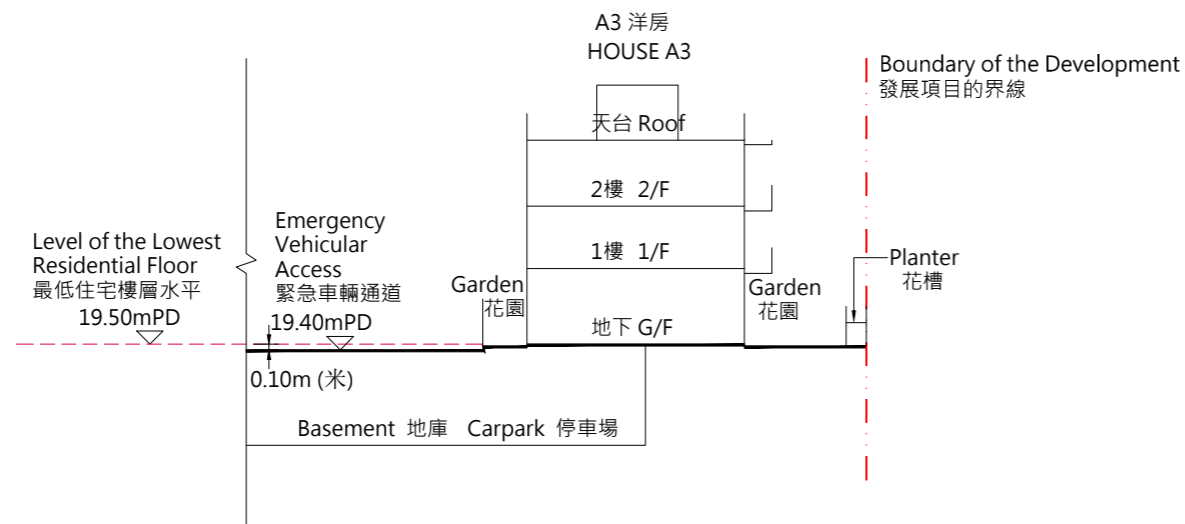 A3 洋房
HOUSE A3
Boundary of the Development
發展項目的界線
天台 Roof
2樓 2/F
1樓 1/F
Level of the Lowest
Residential Floor
最低住宅樓層水平
19.50mPD
Emergency
Vehicular
Access
緊急車輛通道
19.40mPD
Garden
花園
地下 G/F
Garden
花園
Planter
花槽
0.10m (米)
Basement 地庫 Carpark 停車場